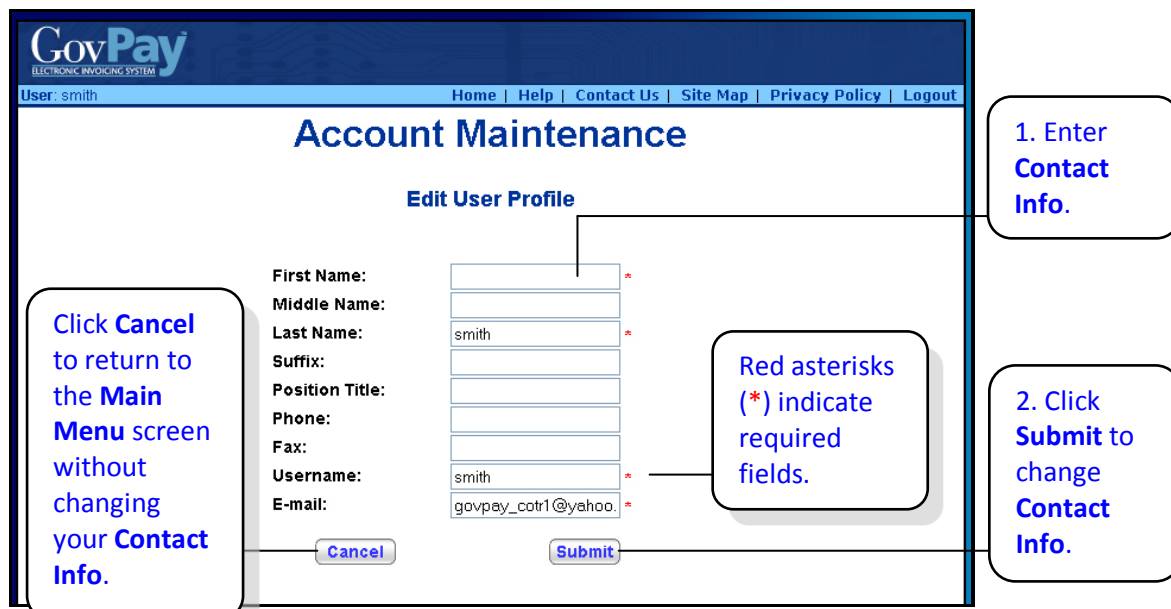 GovPay
ELECTRONIC INVOICING SYSTEM
User: smith
Home | Help | Contact Us | Site Map | Privacy Policy | Logout
Account Maintenance
Edit User Profile
First Name: *
Middle Name:
Last Name: smith *
Suffix:
Position Title:
Phone:
Fax:
Username: smith *
E-mail: govpay_cotr1@yahoo. *
Cancel Submit
Click Cancel
to return to
the Main
Menu screen
without
changing
your Contact
Info.
Red asterisks
(*) indicate
required
fields.
1. Enter
Contact
Info.
2. Click
Submit to
change
Contact
Info.